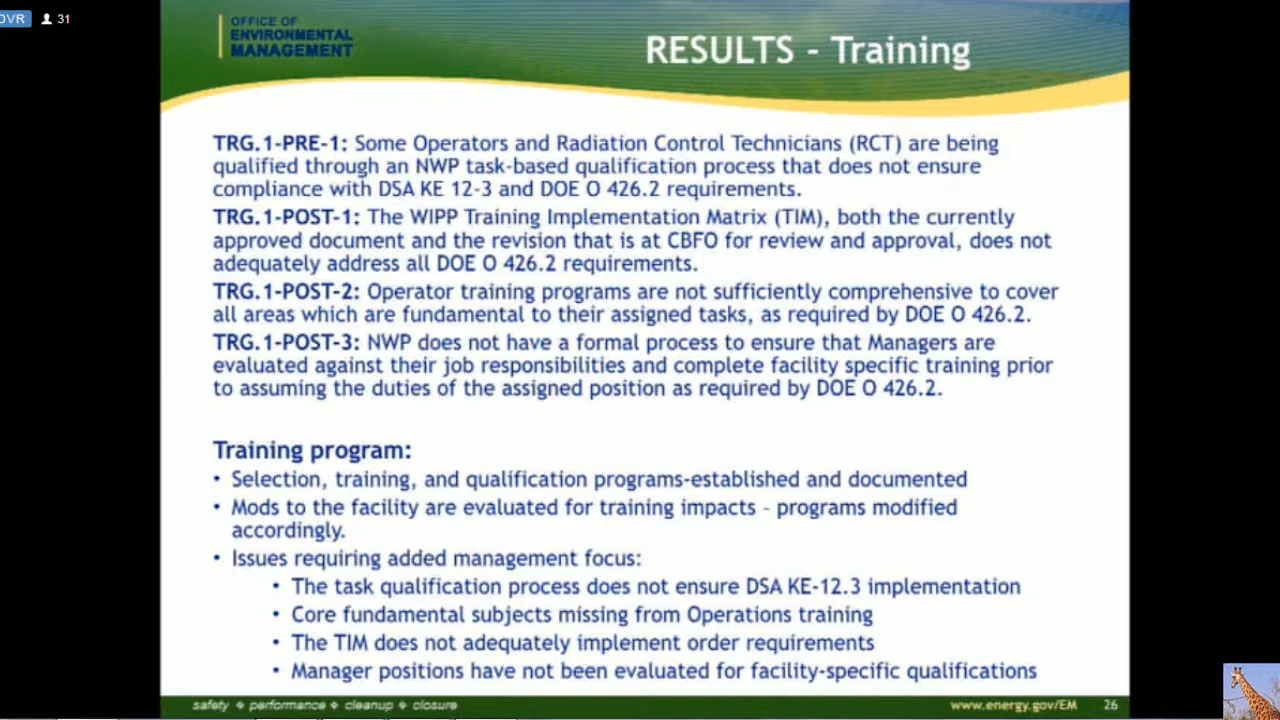 OVR 31
OFFICE OF
ENVIRONMENTAL
MANAGEMENT
RESULTS - Training
TRG.1-PRE-1: Some Operators and Radiation Control Technicians (RCT) are being
qualified through an NWP task-based qualification process that does not ensure
compliance with DSA KE 12-3 and DOE O 426.2 requirements.
TRG.1-POST-1: The WIPP Training Implementation Matrix (TIM), both the currently
approved document and the revision that is at CBFO for review and approval, does not
adequately address all DOE O 426.2 requirements.
TRG.1-POST-2: Operator training programs are not sufficiently comprehensive to cover
all areas which are fundamental to their assigned tasks, as required by DOE O 426.2.
TRG.1-POST-3: NWP does not have a formal process to ensure that Managers are
evaluated against their job responsibilities and complete facility specific training prior
to assuming the duties of the assigned position as required by DOE O 426.2.
Training program:
• Selection, training, and qualification programs-established and documented
• Mods to the facility are evaluated for training impacts – programs modified
accordingly.
• Issues requiring added management focus:
• The task qualification process does not ensure DSA KE-12.3 implementation
• Core fundamental subjects missing from Operations training
• The TIM does not adequately implement order requirements
• Manager positions have not been evaluated for facility-specific qualifications
safety ❖ performance ❖ cleanup ❖ closure
www.energy.gov/EM 26